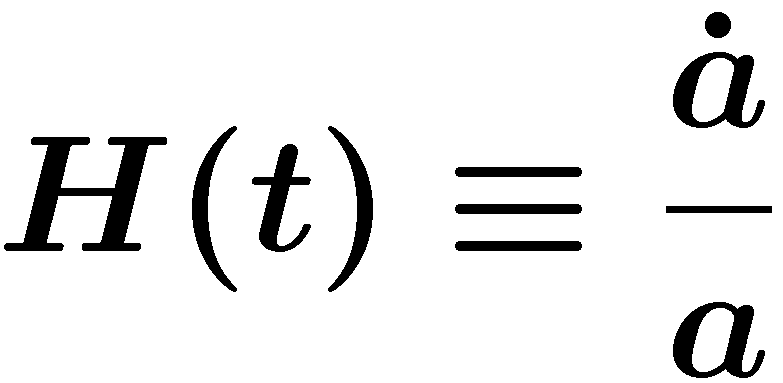 H(t) ≡ ȧ/a